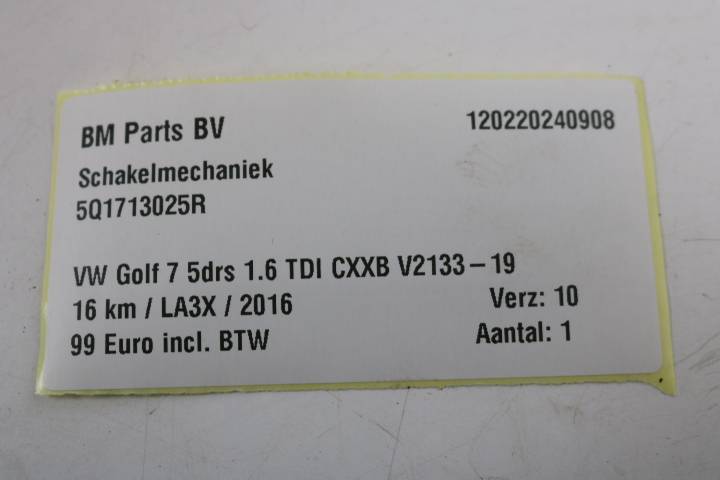 BM Parts BV 120220240908
Schakelmechaniek
5Q1713025R
VW Golf 7 5drs 1.6 TDI CXXB V2133-19
16 km / LA3X / 2016 Verz: 10
99 Euro incl. BTW Aantal: 1